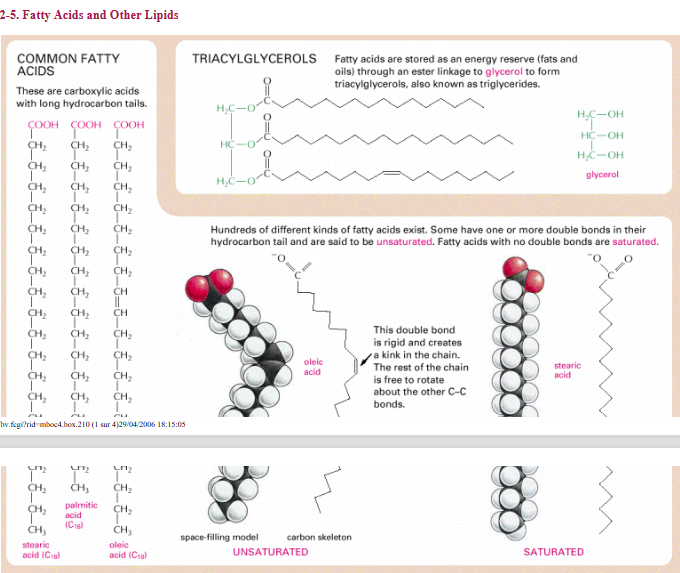 2-5. Fatty Acids and Other Lipids
COMMON FATTY
ACIDS
These are carboxylic acids
with long hydrocarbon tails.
COOH COOH COOH
CH₂ CH₂ CH₂
CH₂ CH₂ CH₂
CH₂ CH₂ CH₂
CH₂ CH₂ CH₂
CH₂ CH₂ CH₂
CH₂ CH₂ CH₂
CH₂ CH₂ CH₂
CH₂ CH₂ CH
CH₂ CH₂ CH
CH₂ CH₂ CH₂
CH₂ CH₂ CH₂
CH₂ CH₂ CH₂
CH₂ CH₂ CH₂
TRIACYLGLYCEROLS
Fatty acids are stored as an energy reserve (fats and
oils) through an ester linkage to glycerol to form
triacylglycerols, also known as triglycerides.
O
H₂C—O C
O
HC—O C
O
H₂C—O C
H₂C—OH
HC—OH
H₂C—OH
glycerol
Hundreds of different kinds of fatty acids exist. Some have one or more double bonds in their
hydrocarbon tail and are said to be unsaturated. Fatty acids with no double bonds are saturated.
⁻O O
C
oleic
acid
This double bond
is rigid and creates
a kink in the chain.
The rest of the chain
is free to rotate
about the other C–C
bonds.
⁻O O
C
stearic
acid
bv.fcgi?rid=mboc4.box.210 (1 sur 4)29/04/2006 18:15:05
CH₂ CH₂ CH₂
CH₂ CH₃ CH₂
CH₂ palmitic CH₂
acid
(C₁₆)
CH₃ CH₃
stearic
acid (C₁₈)
oleic
acid (C₁₈)
space-filling model carbon skeleton
UNSATURATED
SATURATED